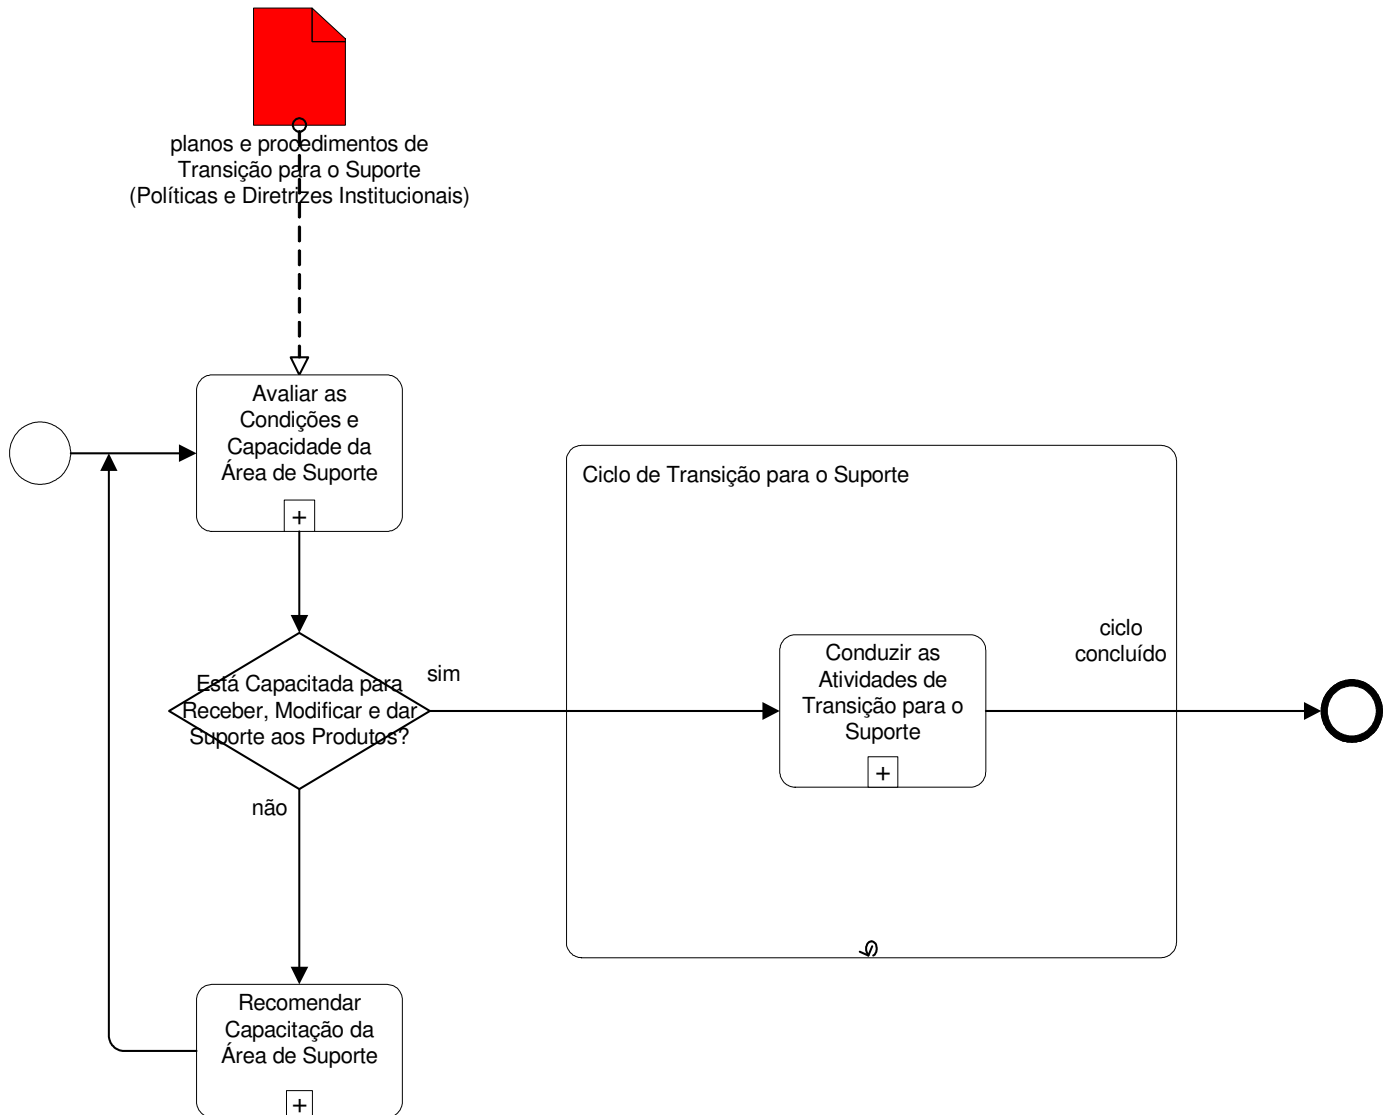 planos e procedimentos de
Transição para o Suporte
(Políticas e Diretrizes Institucionais)
Avaliar as
Condições e
Capacidade da
Área de Suporte
+
Ciclo de Transição para o Suporte
Está Capacitada para
Receber, Modificar e dar
Suporte aos Produtos?
sim
não
Conduzir as
Atividades de
Transição para o
Suporte
+
ciclo
concluído
Recomendar
Capacitação da
Área de Suporte
+